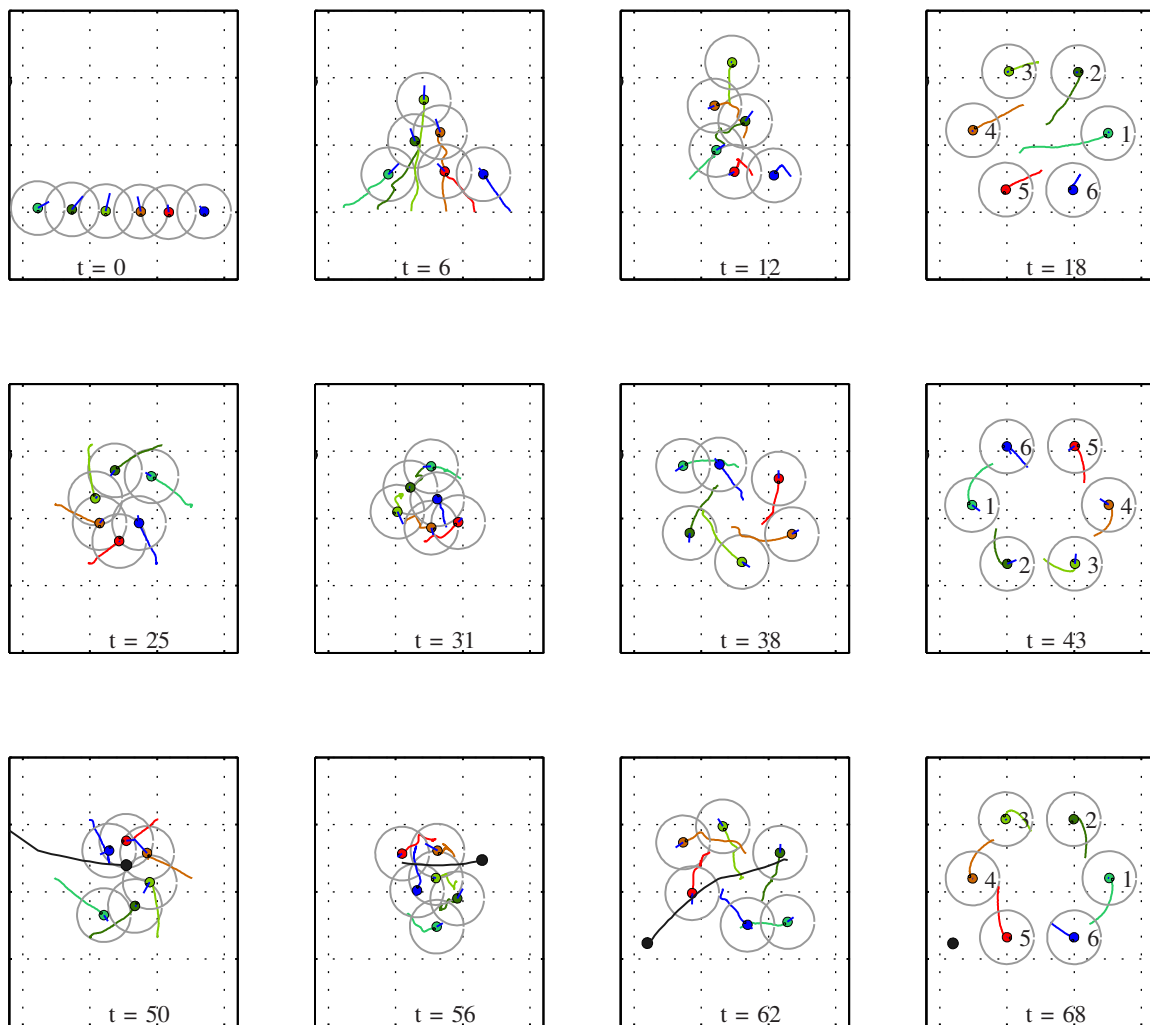 t = 0
t = 6
t = 12
3
2
4
1
5
6
t = 18
t = 25
t = 31
t = 38
6
5
1
4
2
3
t = 43
t = 50
t = 56
t = 62
3
2
4
1
5
6
t = 68